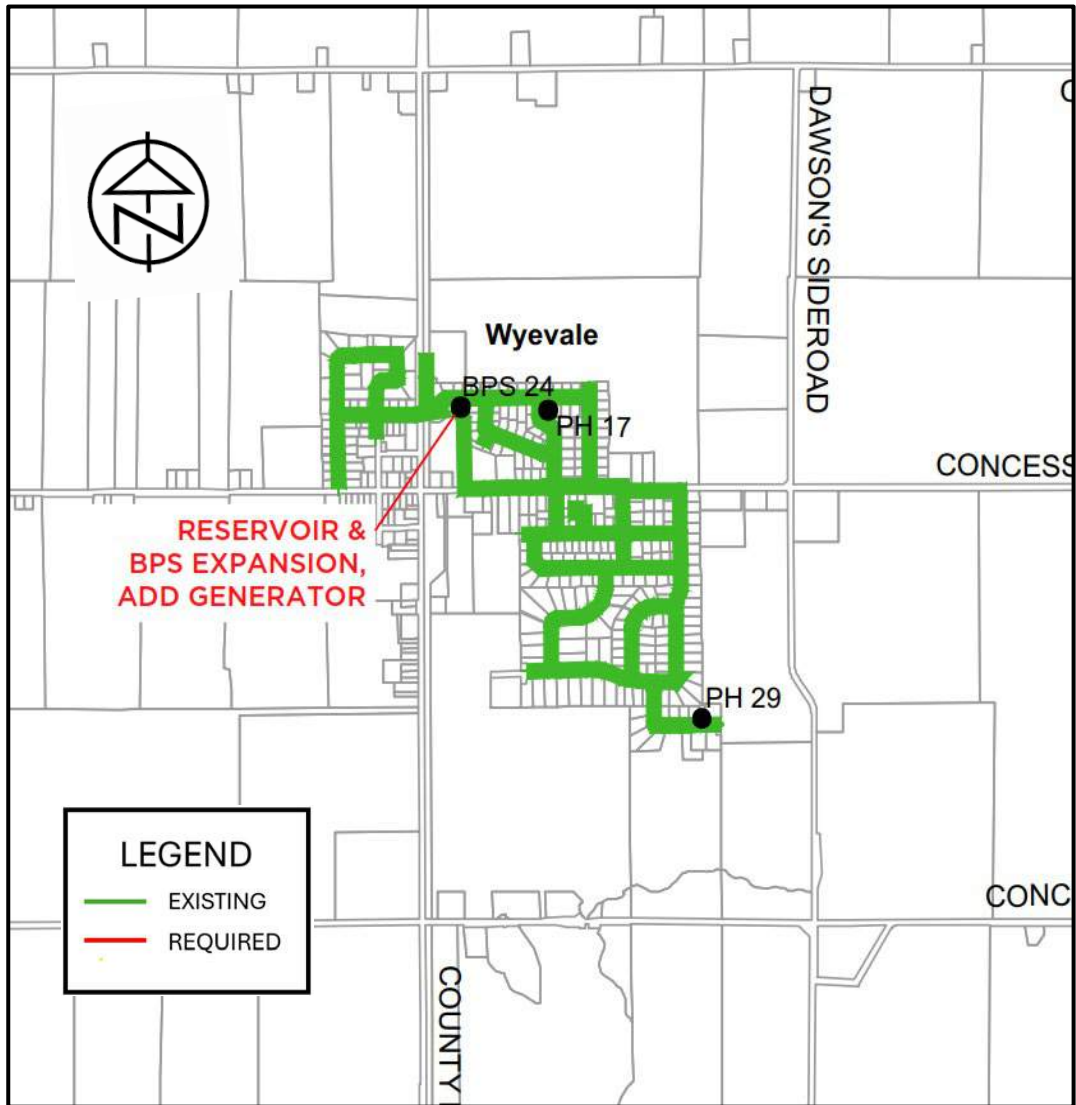 C
DAWSON'S SIDEROAD
N
Wyevale
BPS 24
PH 17
CONCESS
RESERVOIR &
BPS EXPANSION,
ADD GENERATOR
PH 29
LEGEND
EXISTING
REQUIRED
CONC
COUNTY